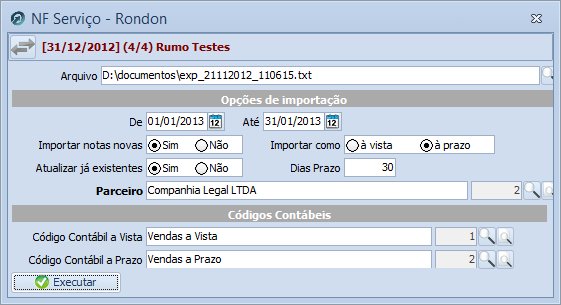 NF Serviço - Rondon
[31/12/2012] (4/4) Rumo Testes
Arquivo D:\documentos\exp_21112012_110615.txt
Opções de importação
De 01/01/2013 12 Até 31/01/2013 12
Importar notas novas Sim Não Importar como à vista à prazo
Atualizar já existentes Sim Não Dias Prazo 30
Parceiro Companhia Legal LTDA 2
Códigos Contábeis
Código Contábil a Vista Vendas a Vista 1
Código Contábil a Prazo Vendas a Prazo 2
Executar